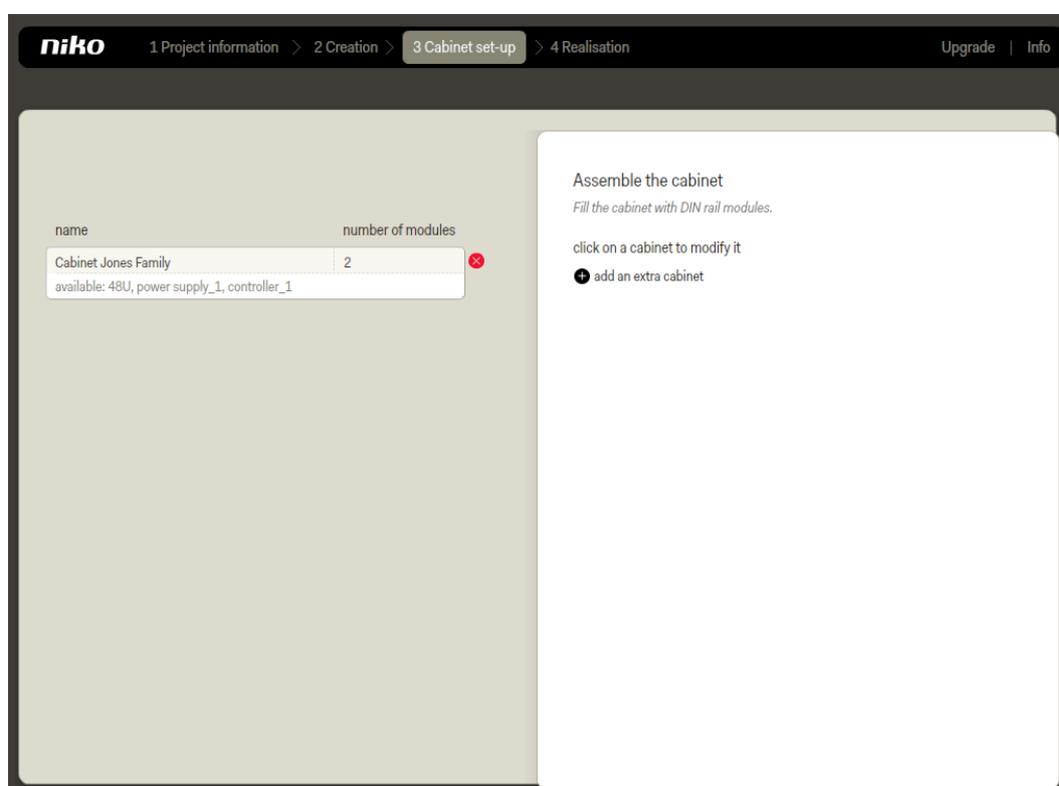 niko 1 Project information > 2 Creation > 3 Cabinet set-up > 4 Realisation Upgrade | Info
Assemble the cabinet
Fill the cabinet with DIN rail modules.
name number of modules
click on a cabinet to modify it
Cabinet Jones Family 2
add an extra cabinet
available: 48U, power supply_1, controller_1